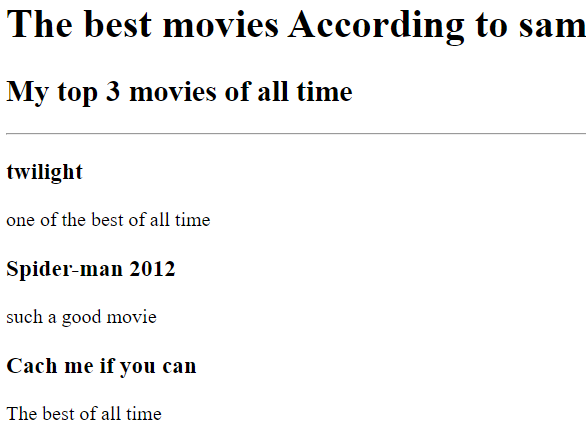 The best movies According to sam
My top 3 movies of all time
twilight
one of the best of all time
Spider-man 2012
such a good movie
Cach me if you can
The best of all time